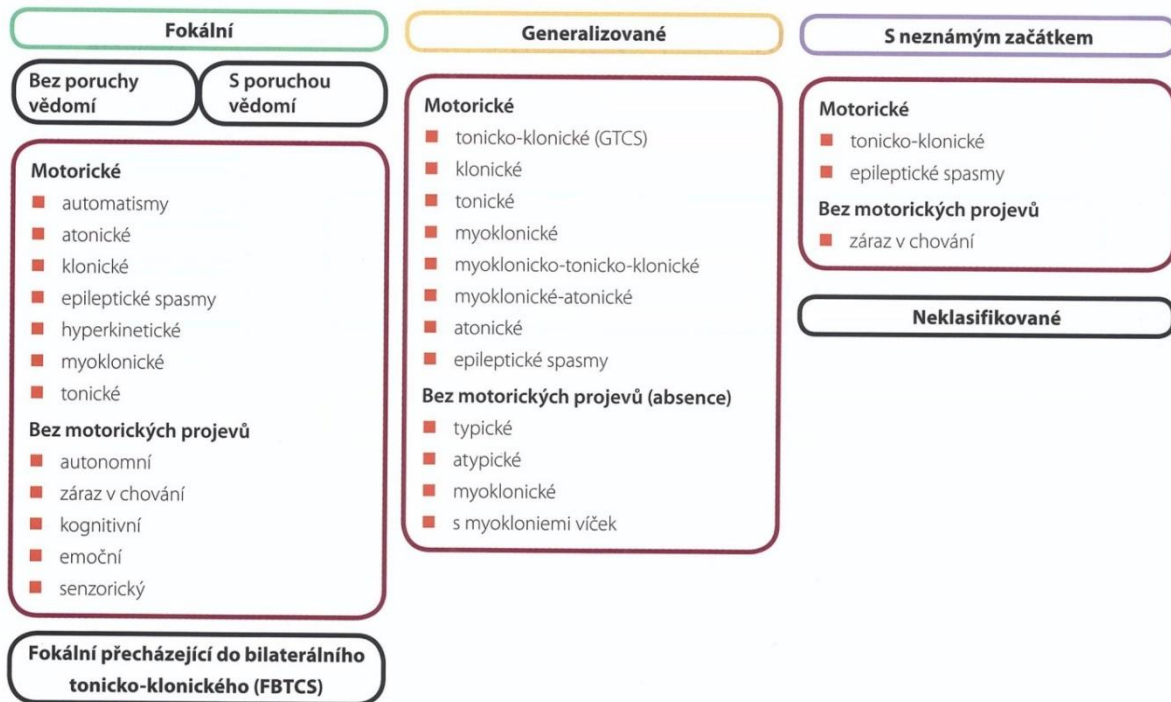 Fokální
Bez poruchy
vědomí
S poruchou
vědomí
Motorické
automatismy
atonické
klonické
epileptické spasmy
hyperkinetické
myoklonické
tonické
Bez motorických projevů
autonomní
záraz v chování
kognitivní
emoční
senzorický
Fokální přecházející do bilaterálního
tonicko-klonického (FBTCS)
Generalizované
Motorické
tonicko-klonické (GTCS)
klonické
tonické
myoklonické
myoklonicko-tonicko-klonické
myoklonické-atonické
atonické
epileptické spasmy
Bez motorických projevů (absence)
typické
atypické
myoklonické
s myokloniemi víček
S neznámým začátkem
Motorické
tonicko-klonické
epileptické spasmy
Bez motorických projevů
záraz v chování
Neklasifikované